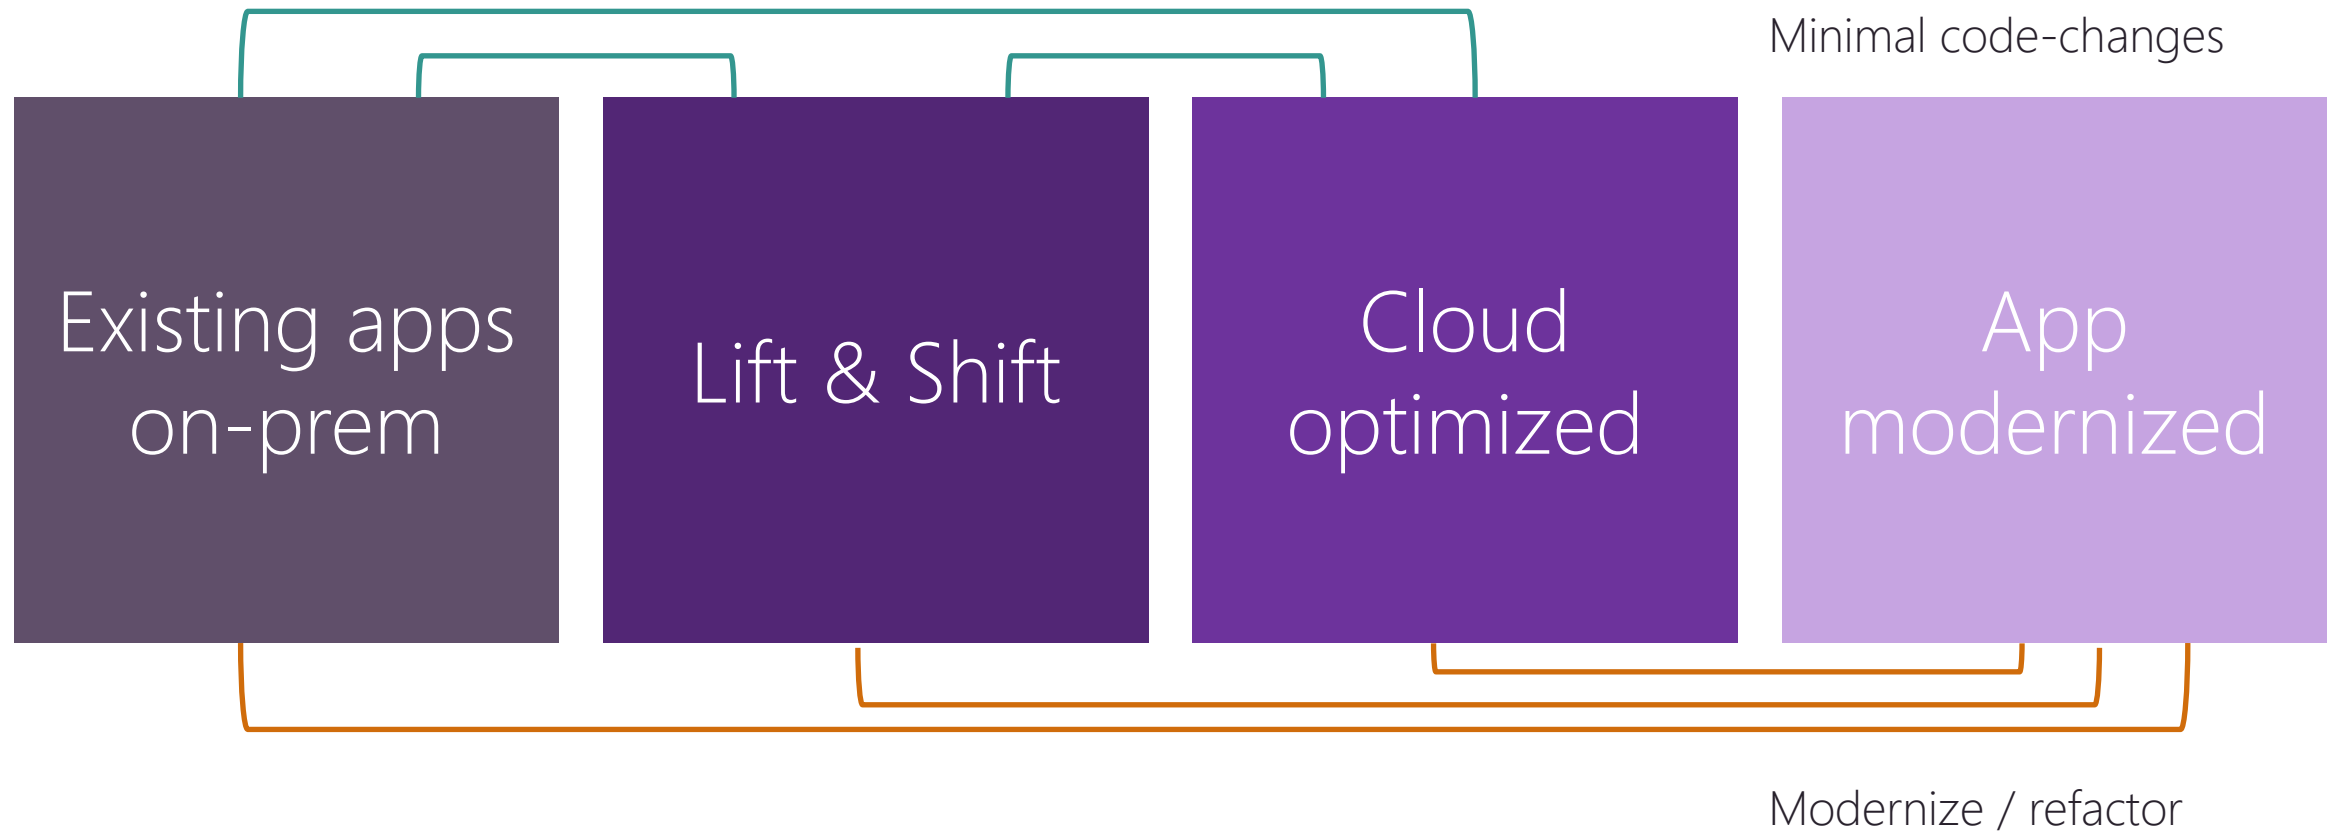 Minimal code-changes
Existing apps
on-prem
Lift & Shift
Cloud
optimized
App
modernized
Modernize / refactor